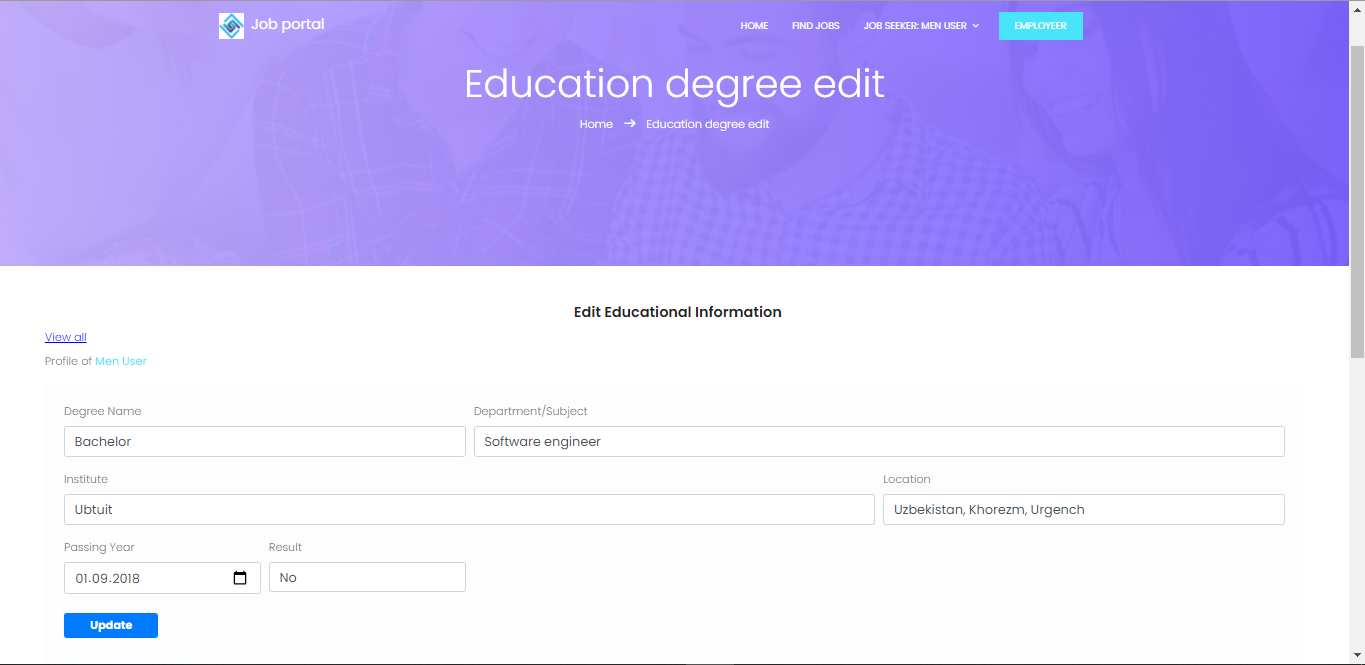 Job portal
HOME FIND JOBS JOB SEEKER: MEN USER EMPLOYEER
Education degree edit
Home → Education degree edit
Edit Educational Information
View all
Profile of Men User
Degree Name Department/Subject
Bachelor Software engineer
Institute Location
Ubtuit Uzbekistan, Khorezm, Urgench
Passing Year Result
01.09.2018 No
Update